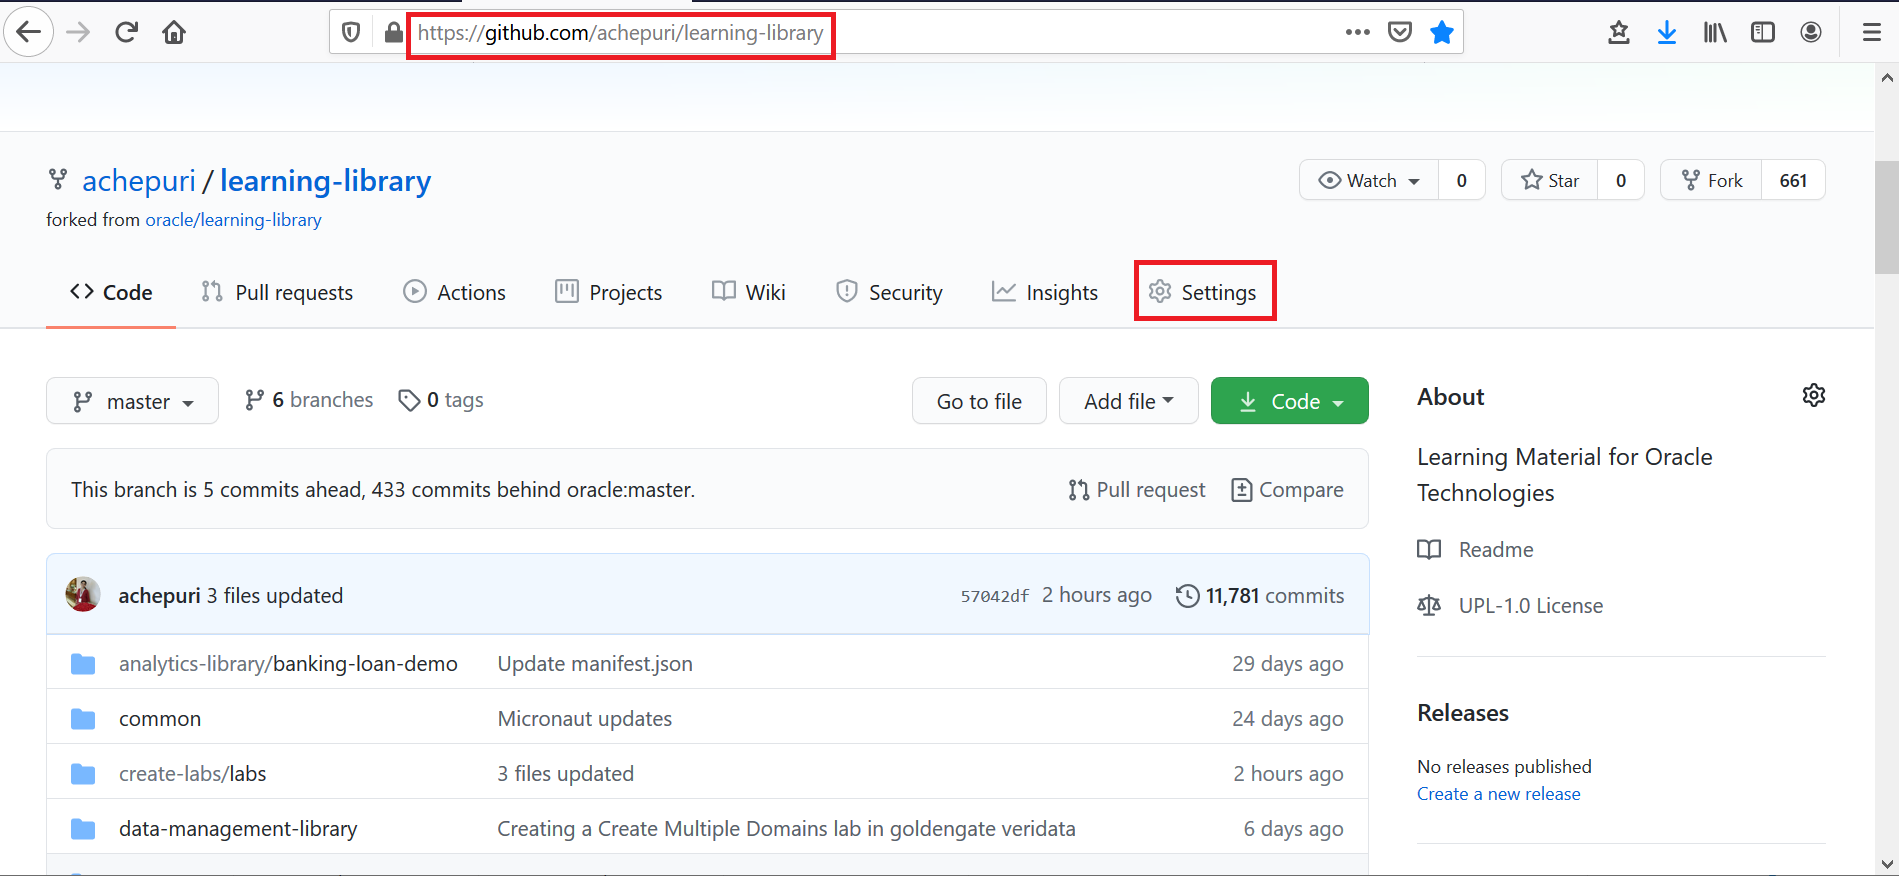 https://github.com/achepuri/learning-library
achepuri / learning-library
Watch 0 Star 0 Fork 661
forked from oracle/learning-library
Code Pull requests Actions Projects Wiki Security Insights Settings
master 6 branches 0 tags Go to file Add file Code
About
Learning Material for Oracle
Technologies
This branch is 5 commits ahead, 433 commits behind oracle:master. Pull request Compare
Readme
achepuri 3 files updated 57042df 2 hours ago 11,781 commits
UPL-1.0 License
analytics-library/banking-loan-demo Update manifest.json 29 days ago
common Micronaut updates 24 days ago
Releases
create-labs/labs 3 files updated 2 hours ago
No releases published
Create a new release
data-management-library Creating a Create Multiple Domains lab in goldengate veridata 6 days ago